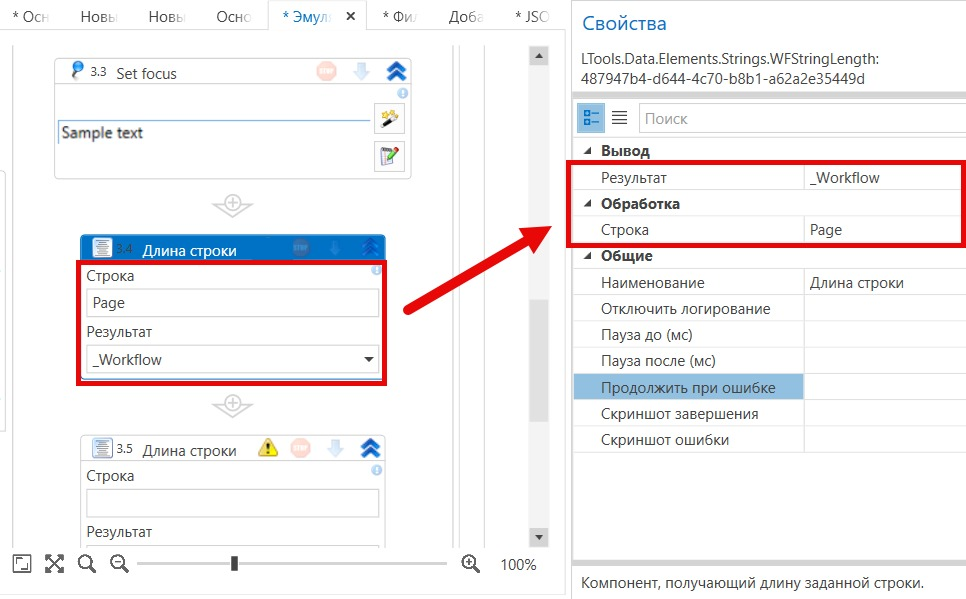 * Осн
Новы
Новы
Осно
* Эмул
* Фил
Доба
* JSO
3.3 Set focus
Sample text
3.4 Длина строки
Строка
Page
Результат
_Workflow
3.5 Длина строки
Строка
Результат
100%
Свойства
LTools.Data.Elements.Strings.WFStringLength:
487947b4-d644-4c70-b8b1-a62a2e35449d
Поиск
Вывод
Результат _Workflow
Обработка
Строка Page
Общие
Наименование Длина строки
Отключить логирование
Пауза до (мс)
Пауза после (мс)
Продолжить при ошибке
Скриншот завершения
Скриншот ошибки
Компонент, получающий длину заданной строки.